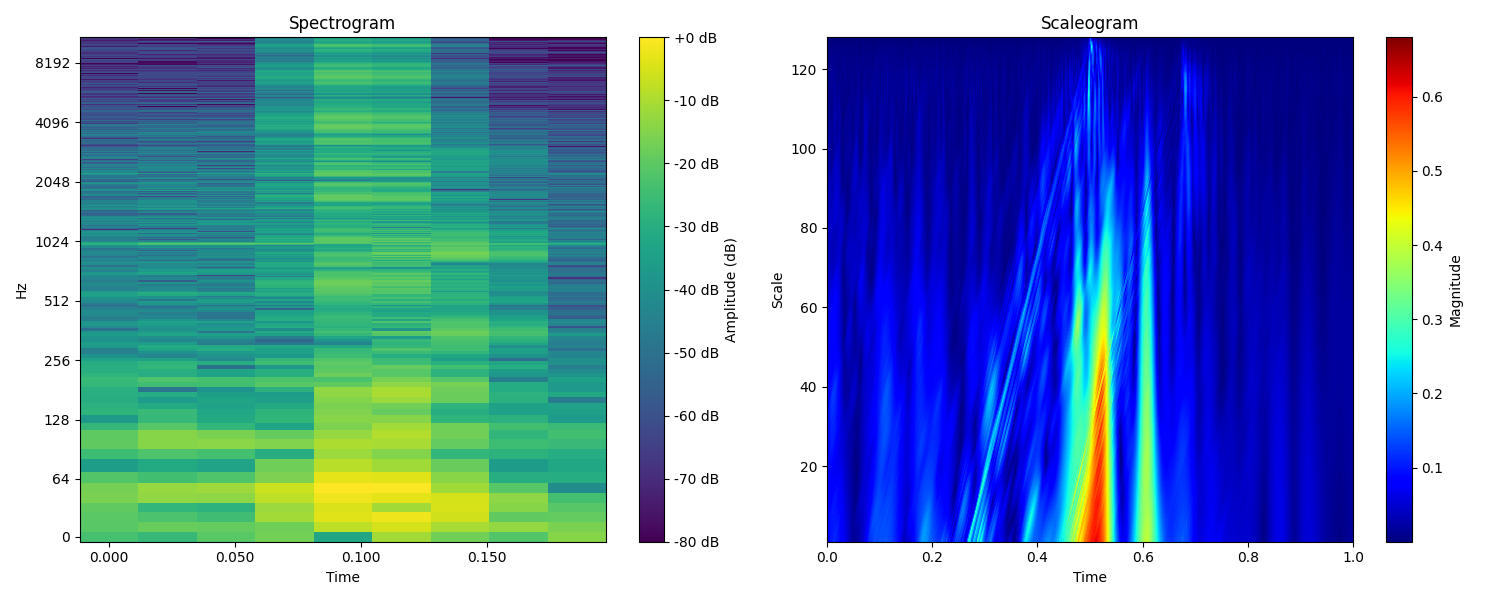 Spectrogram
8192
4096
2048
1024
512
256
128
64
0
Hz
0.000
0.050
0.100
0.150
Time
+0 dB
-10 dB
-20 dB
-30 dB
-40 dB
-50 dB
-60 dB
-70 dB
-80 dB
Amplitude (dB)
Scaleogram
120
100
80
60
40
20
Scale
0.0
0.2
0.4
0.6
0.8
1.0
Time
0.6
0.5
0.4
0.3
0.2
0.1
Magnitude